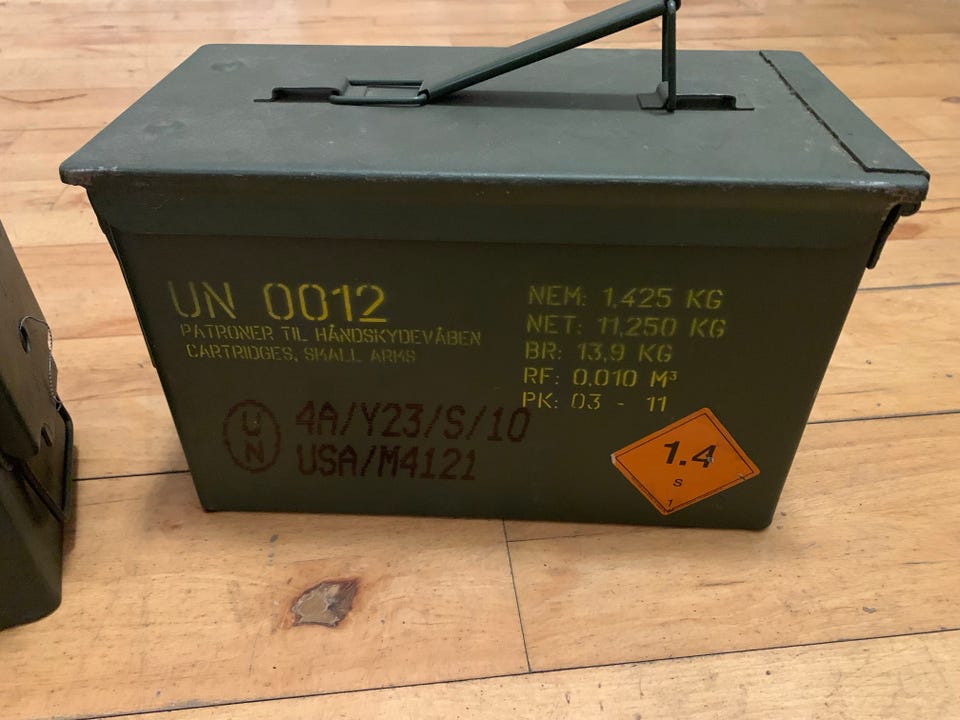 UN 0012
PATRONER TIL HÅNDSKYDEVÅBEN
CARTRIDGES, SMALL ARMS
NEM: 1,425 KG
NET: 11,250 KG
BR: 13,9 KG
RF: 0,010 M³
PK: 03 - 11
UN
4A/Y23/S/10
USA/M4121
1.4
S
1